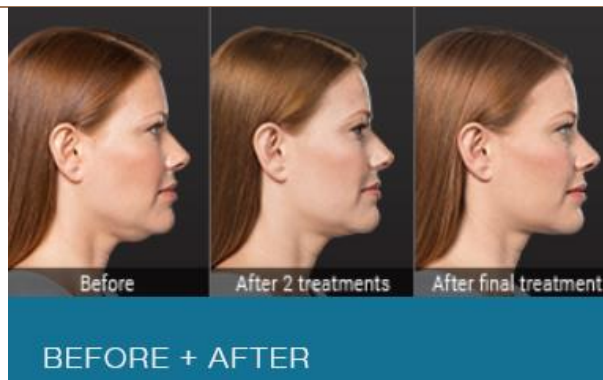 Before
After 2 treatments
After final treatment
BEFORE + AFTER